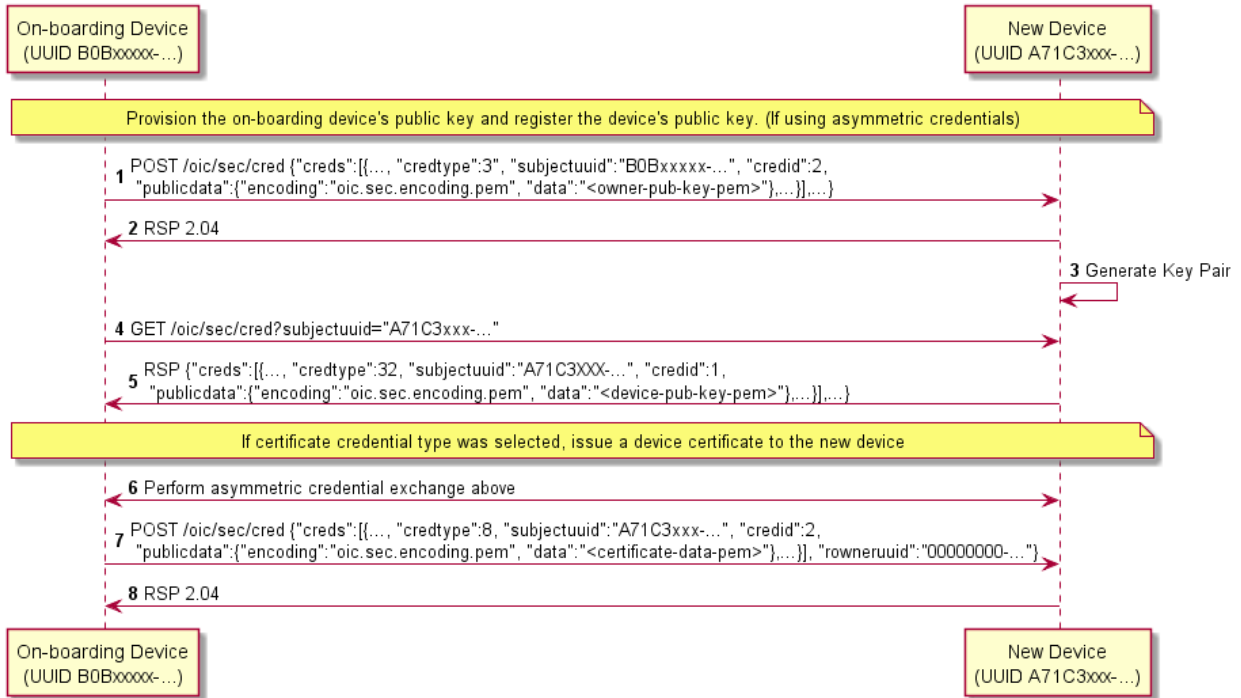 On-boarding Device
(UUID B0Bxxxxx-...)
New Device
(UUID A71C3xxx-...)
Provision the on-boarding device's public key and register the device's public key. (If using asymmetric credentials)
1 POST /oic/sec/cred {"creds":[{..., "credtype":3", "subjectuuid":"B0Bxxxxx-...", "credid":2,
"publicdata":{"encoding":"oic.sec.encoding.pem", "data":"<owner-pub-key-pem>"},...}],...}
2 RSP 2.04
3 Generate Key Pair
4 GET /oic/sec/cred?subjectuuid="A71C3xxx-..."
5 RSP {"creds":[{..., "credtype":32, "subjectuuid":"A71C3XXX-...", "credid":1,
"publicdata":{"encoding":"oic.sec.encoding.pem", "data":"<device-pub-key-pem>"},...}],...}
If certificate credential type was selected, issue a device certificate to the new device
6 Perform asymmetric credential exchange above
7 POST /oic/sec/cred {"creds":[{..., "credtype":8, "subjectuuid":"A71C3xxx-...", "credid":2,
"publicdata":{"encoding":"oic.sec.encoding.pem", "data":"<certificate-data-pem>"},...}], "rowneruuid":"00000000-..."}
8 RSP 2.04
On-boarding Device
(UUID B0Bxxxxx-...)
New Device
(UUID A71C3xxx-...)